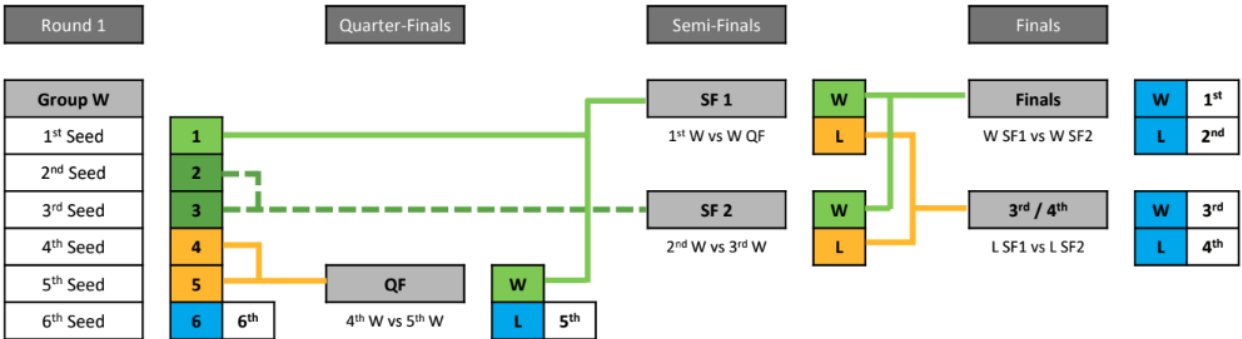 Round 1 Quarter-Finals Semi-Finals Finals
Group W SF 1 W Finals W 1st
1st Seed 1 1st W vs W QF L W SF1 vs W SF2 L 2nd
2nd Seed 2
3rd Seed 3 SF 2 W 3rd / 4th W 3rd
4th Seed 4 2nd W vs 3rd W L L SF1 vs L SF2 L 4th
5th Seed 5 QF W
6th Seed 6 6th 4th W vs 5th W L 5th